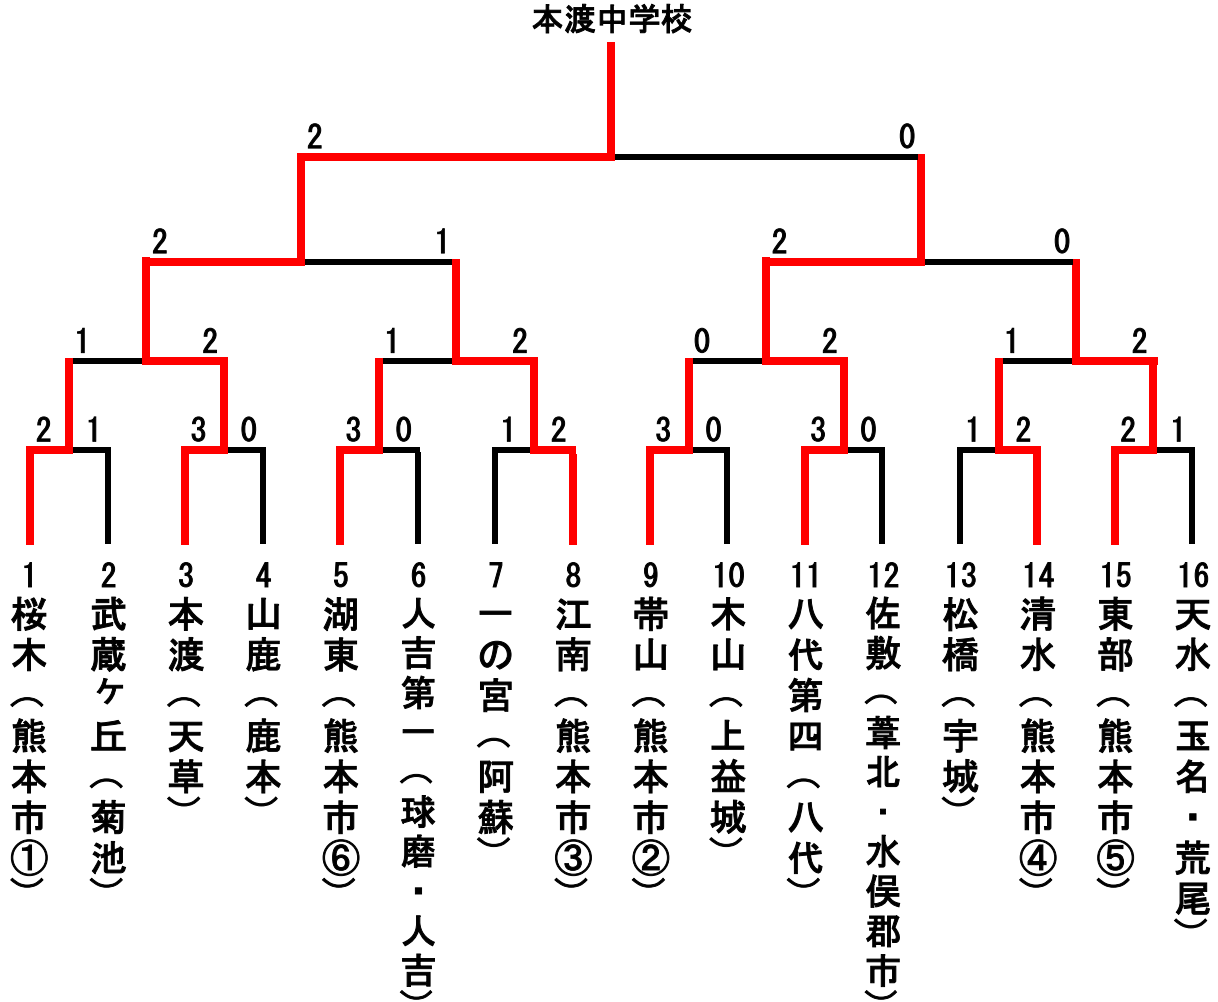 本渡中学校
2 0
2 1 2 0
1 2 1 2 0 2 1 2
2 1 3 0 3 0 1 2 3 0 3 0 1 2 2 1
1 桜木（熊本市①）
2 武蔵ヶ丘（菊池）
3 本渡（天草）
4 山鹿（鹿本）
5 湖東（熊本市⑥）
6 人吉第一（球磨・人吉）
7 一の宮（阿蘇）
8 江南（熊本市③）
9 帯山（熊本市②）
10 木山（上益城）
11 八代第四（八代）
12 佐敷（葦北・水俣郡市）
13 松橋（宇城）
14 清水（熊本市④）
15 東部（熊本市⑤）
16 天水（玉名・荒尾）